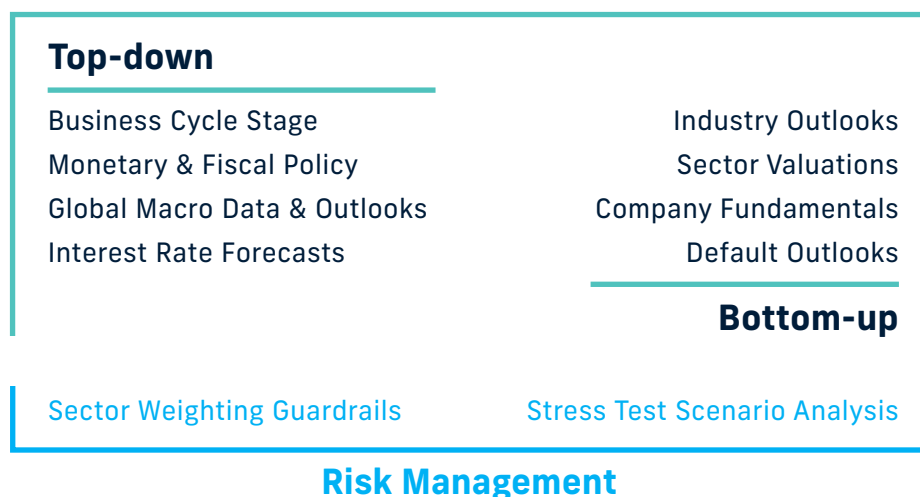 Top-down
Business Cycle Stage
Monetary & Fiscal Policy
Global Macro Data & Outlooks
Interest Rate Forecasts
Industry Outlooks
Sector Valuations
Company Fundamentals
Default Outlooks
Bottom-up
Sector Weighting Guardrails
Stress Test Scenario Analysis
Risk Management